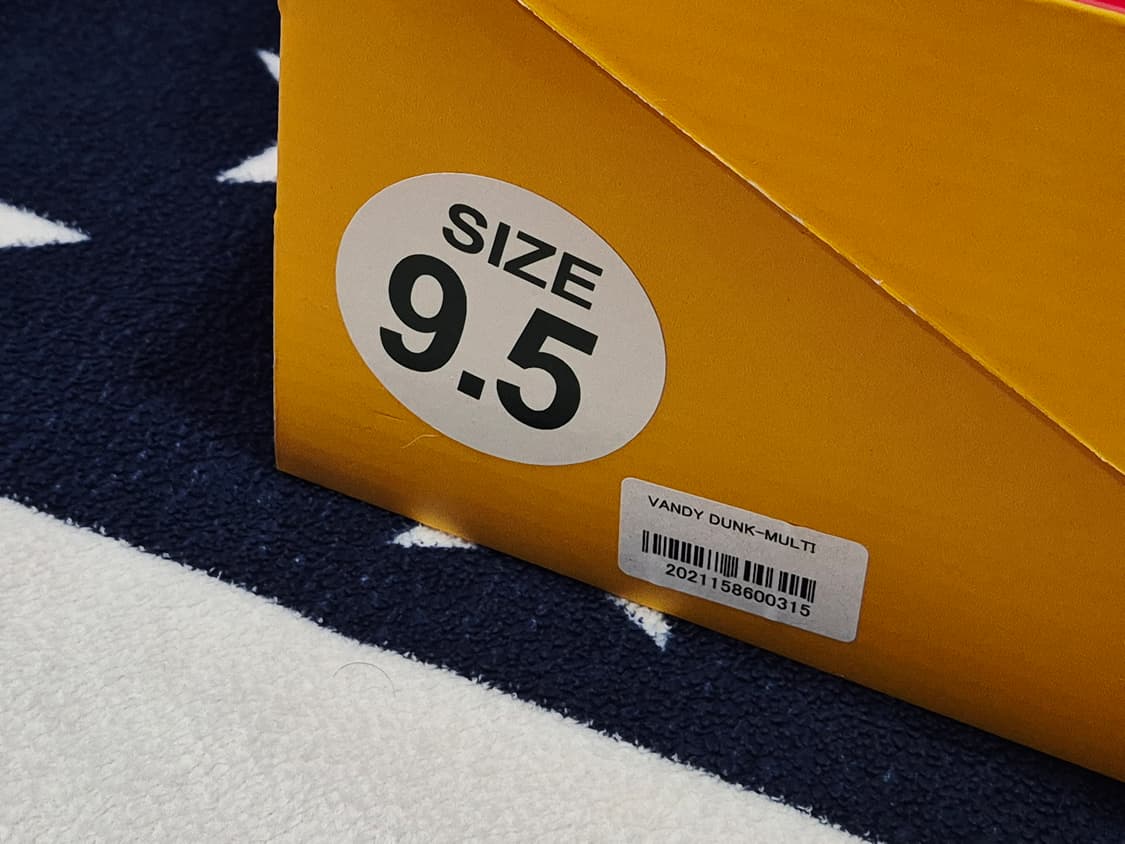 SIZE
9.5
VANDY DUNK-MULTI
2021158600315